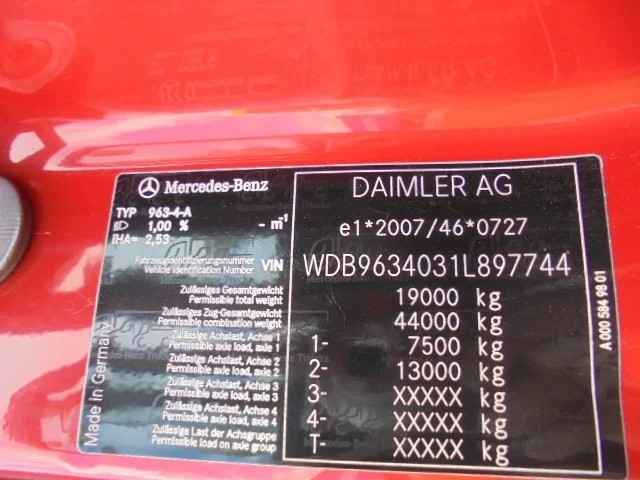 Mercedes-Benz
DAIMLER AG
TYP 963-4-A
1,00 % - m-1
IHA= 2,53
e1*2007/46*0727
Fahrzeugidentifizierungsnummer
Vehicle Identification Number VIN WDB9634031L897744
Zulässiges Gesamtgewicht
Permissible total weight 19000 kg
Zulässiges Zug-Gesamtgewicht
Permissible combination weight 44000 kg
Zulässige Achslast, Achse 1
Permissible axle load, axle 1 1- 7500 kg
Zulässige Achslast, Achse 2
Permissible axle load, axle 2 2- 13000 kg
Zulässige Achslast, Achse 3
Permissible axle load, axle 3 3- XXXXX kg
Zulässige Achslast, Achse 4
Permissible axle load, axle 4 4- XXXXX kg
Zulässige Last der Achsgruppe
Permissible load on axle group T- XXXXX kg
Made in Germany
A 000 584 98 01